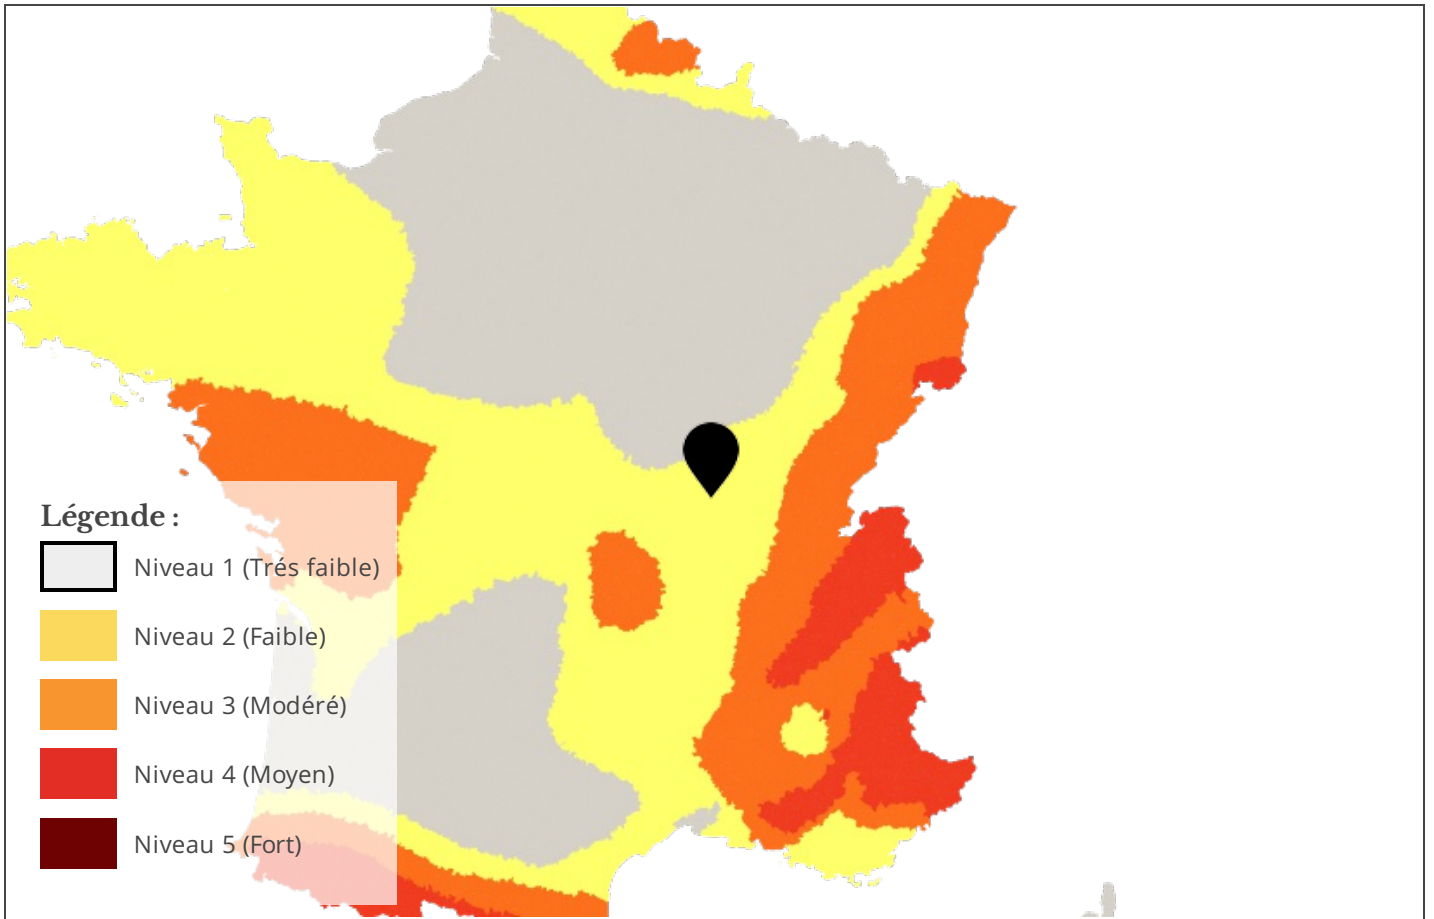 Légende :
Niveau 1 (Trés faible)
Niveau 2 (Faible)
Niveau 3 (Modéré)
Niveau 4 (Moyen)
Niveau 5 (Fort)